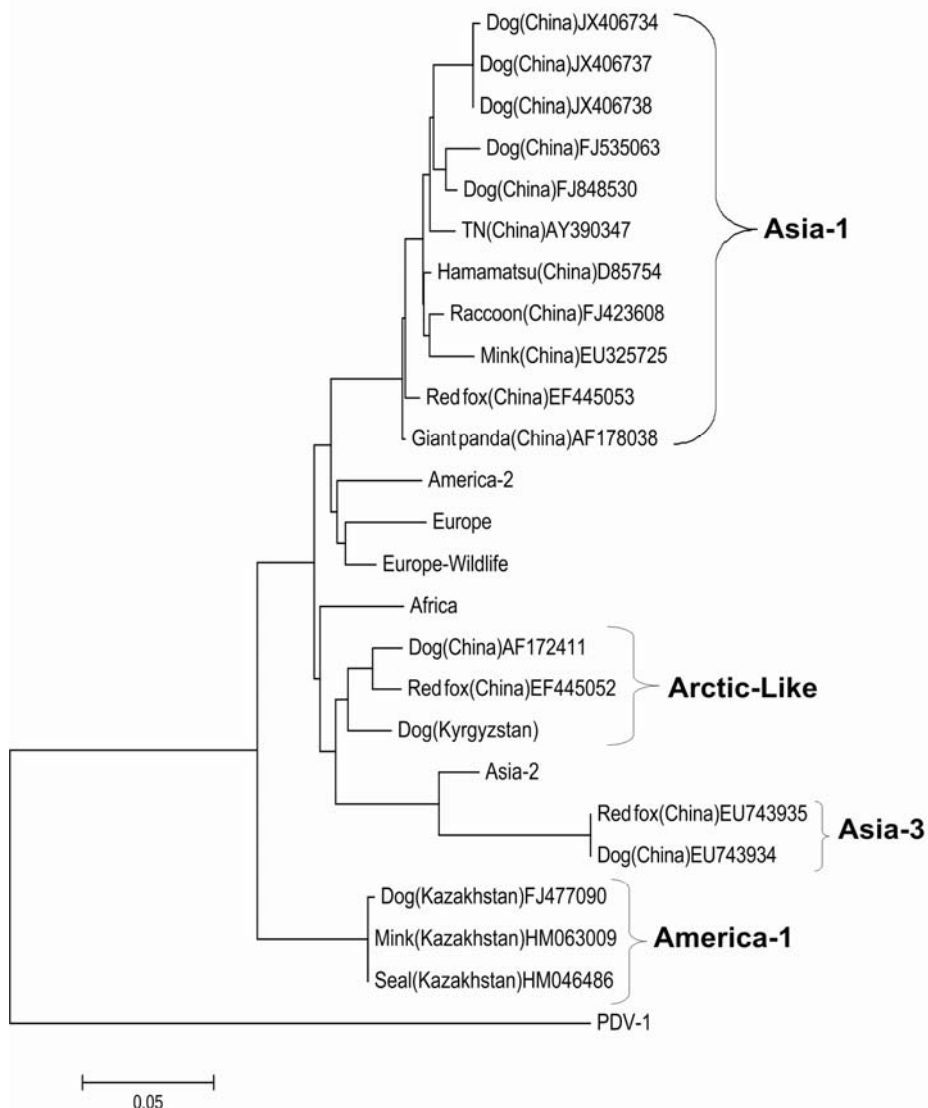 Dog(China)JX406734
Dog(China)JX406737
Dog(China)JX406738
Dog(China)FJ535063
Dog(China)FJ848530
TN(China)AY390347
Hamamatsu(China)D85754
Raccoon(China)FJ423608
Mink(China)EU325725
Red fox(China)EF445053
Giant panda(China)AF178038
Asia-1
America-2
Europe
Europe-Wildlife
Africa
Dog(China)AF172411
Red fox(China)EF445052
Dog(Kyrgyzstan)
Arctic-Like
Asia-2
Red fox(China)EU743935
Dog(China)EU743934
Asia-3
Dog(Kazakhstan)FJ477090
Mink(Kazakhstan)HM063009
Seal(Kazakhstan)HM046486
America-1
PDV-1
0.05